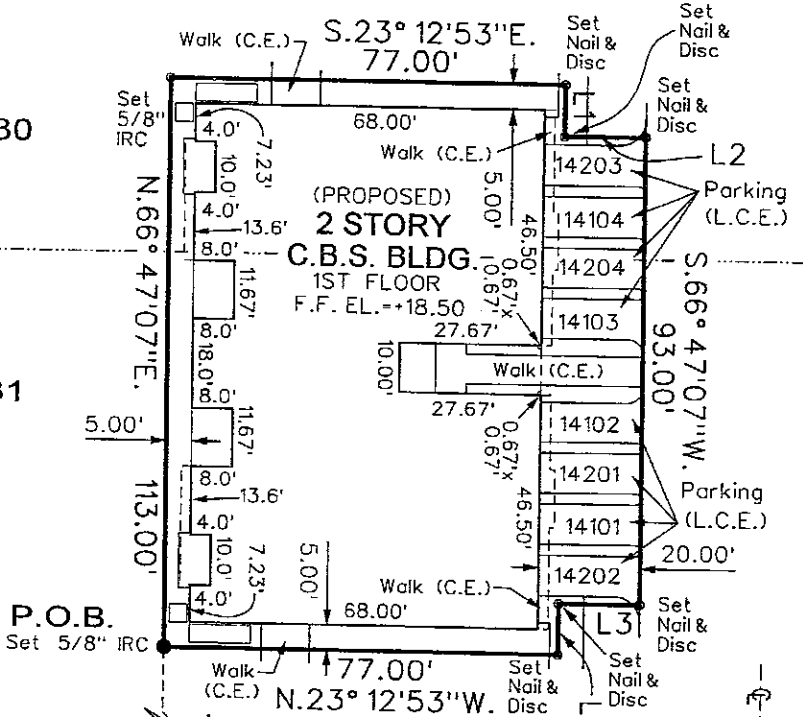 S.23° 12'53"E.
77.00'
Walk (C.E.)
Set
Nail &
Disc
Set
Nail &
Disc
Set
Nail &
Disc
Set
5/8"
IRC
30
4.0'
7.23'
10.0'
4.0'
13.6'
68.00'
Walk (C.E.)
5.00'
L2
14203
Parking
(L.C.E.)
14104
14204
14103
N.66° 47'07"E.
113.00'
(PROPOSED)
2 STORY
C.B.S. BLDG.
1ST FLOOR
F.F. EL.=+18.50
46.50'
0.67'x
0.67'
8.0'
11.67'
8.0'
18.0'
8.0'
11.67'
8.0'
27.67'
10.00'
Walk (C.E.)
27.67'
S.66° 47'07"W.
93.00'
31
5.00'
0.67'x
0.67'
46.50'
14102
14201
14101
14202
Parking
(L.C.E.)
20.00'
13.6'
4.0'
10.0'
7.23'
4.0'
5.00'
Walk (C.E.)
68.00'
P.O.B.
Set 5/8" IRC
Walk
(C.E.)
77.00'
N.23° 12'53"W.
L3
Set
Nail &
Disc
Set
Nail &
Disc
Set
Nail &
Disc